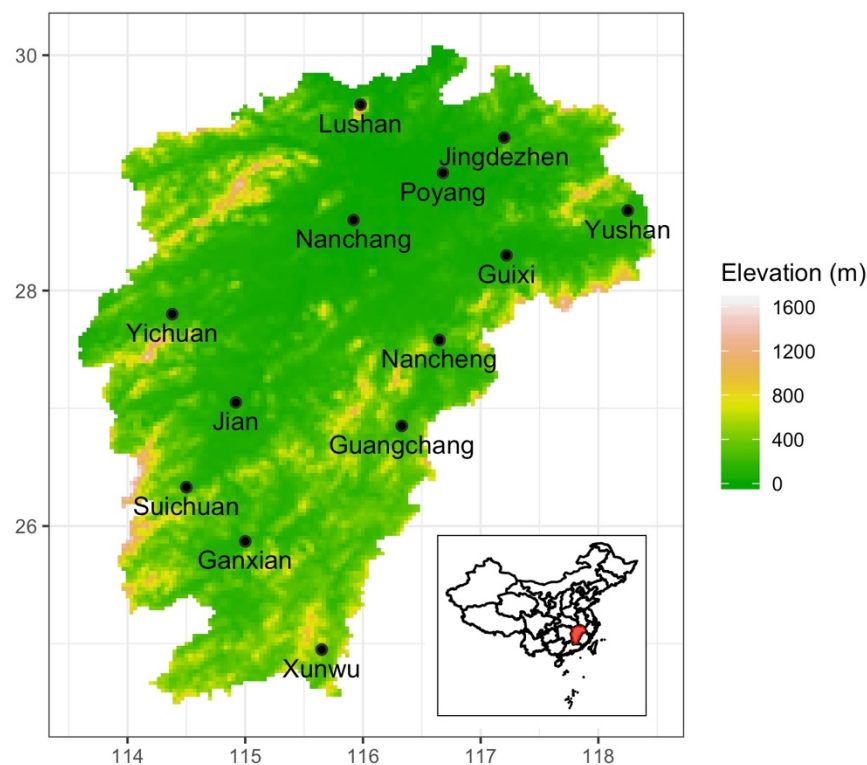 30
28
26
Lushan
Jingdezhen
Poyang
Nanchang
Yushan
Guixi
Yichuan
Nancheng
Jian
Guangchang
Suichuan
Ganxian
Xunwu
114 115 116 117 118
Elevation (m)
1600
1200
800
400
0